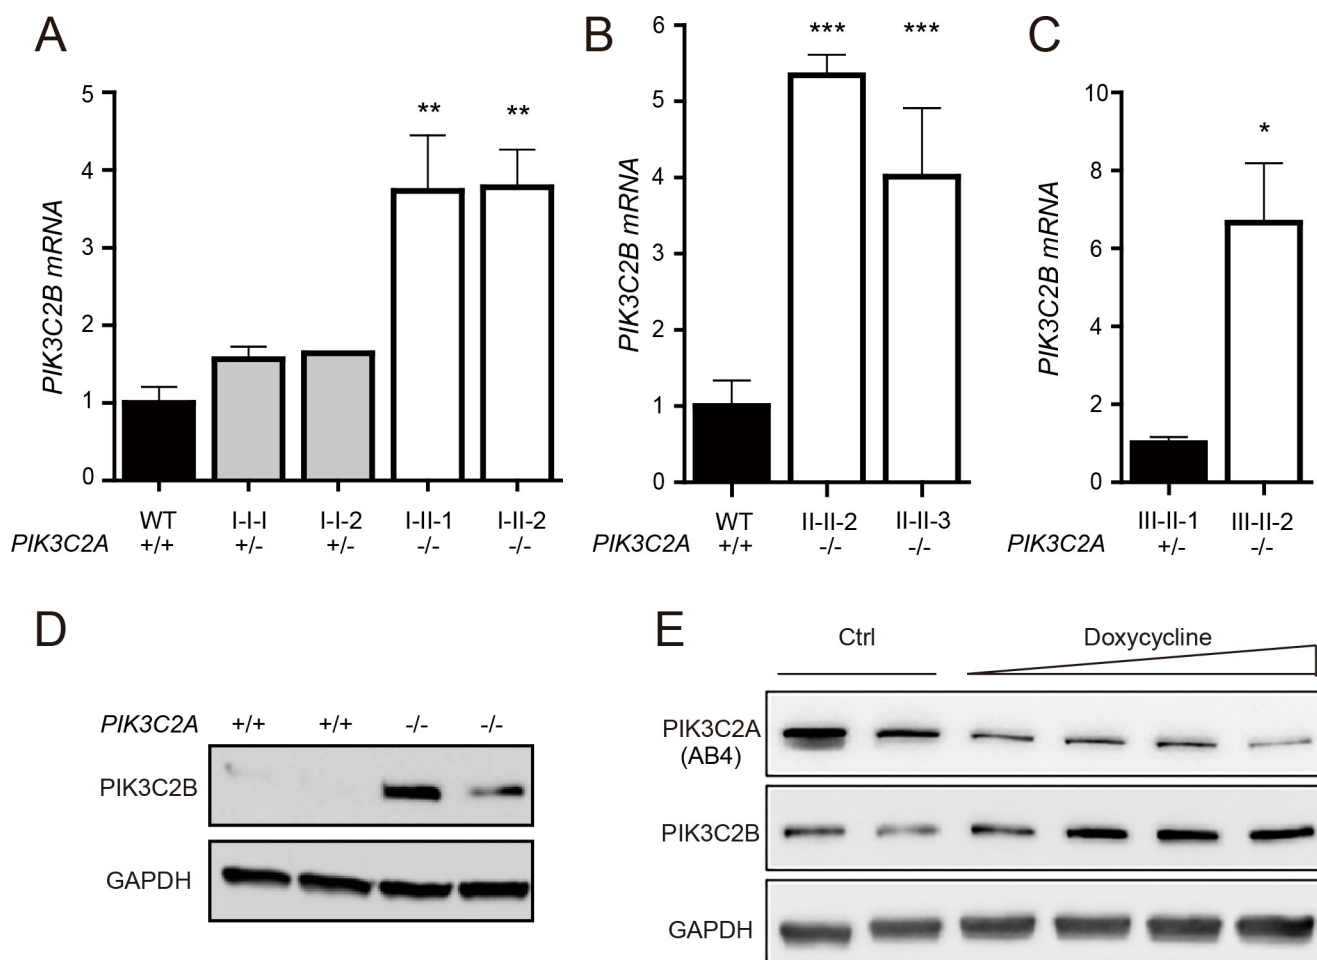 A
PIK3C2B mRNA
5
4
3
2
1
0
** **
WT I-I-I I-I-2 I-II-1 I-II-2
PIK3C2A +/+ +/- +/- -/- -/-
B
PIK3C2B mRNA
6
5
4
3
2
1
0
*** ***
WT II-II-2 II-II-3
PIK3C2A +/+ -/- -/-
C
PIK3C2B mRNA
10
8
6
4
2
0
*
III-II-1 III-II-2
PIK3C2A +/- -/-
D
PIK3C2A +/+ +/+ -/- -/-
PIK3C2B
GAPDH
E
Ctrl Doxycycline
PIK3C2A
(AB4)
PIK3C2B
GAPDH